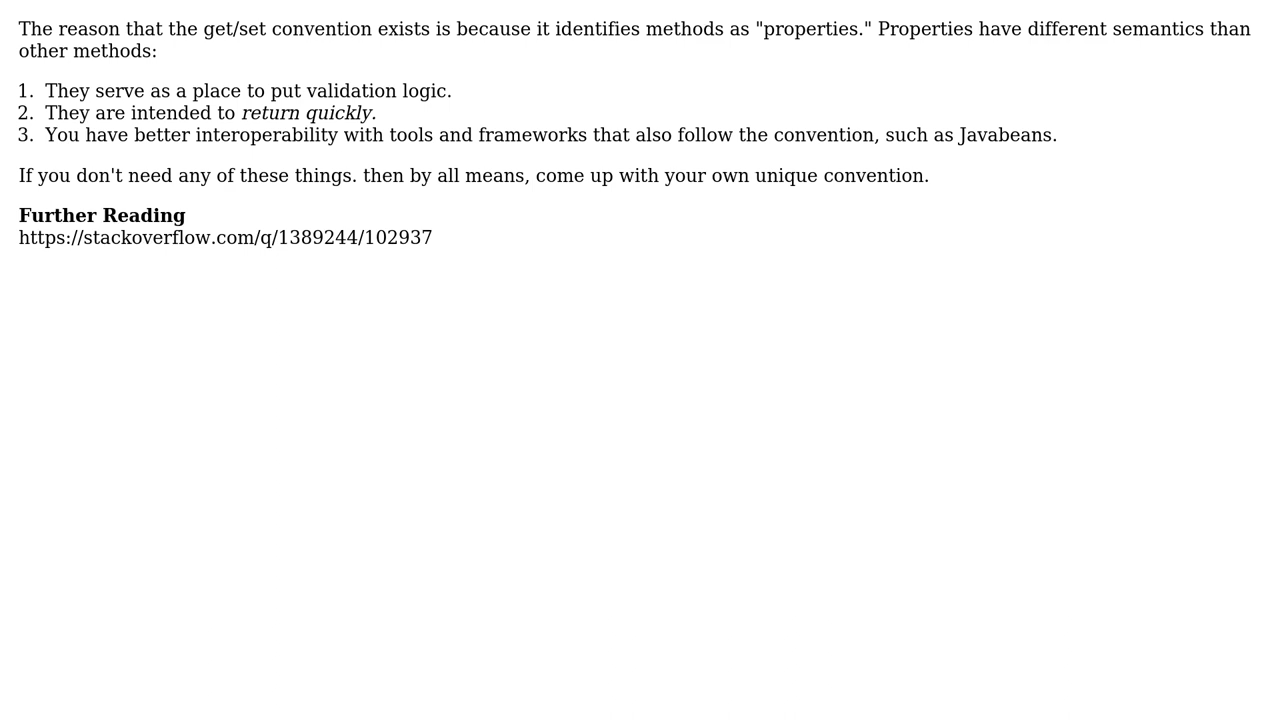 The reason that the get/set convention exists is because it identifies methods as "properties." Properties have different semantics than
other methods:
1. They serve as a place to put validation logic.
2. They are intended to return quickly.
3. You have better interoperability with tools and frameworks that also follow the convention, such as Javabeans.
If you don't need any of these things. then by all means, come up with your own unique convention.
Further Reading
https://stackoverflow.com/q/1389244/102937